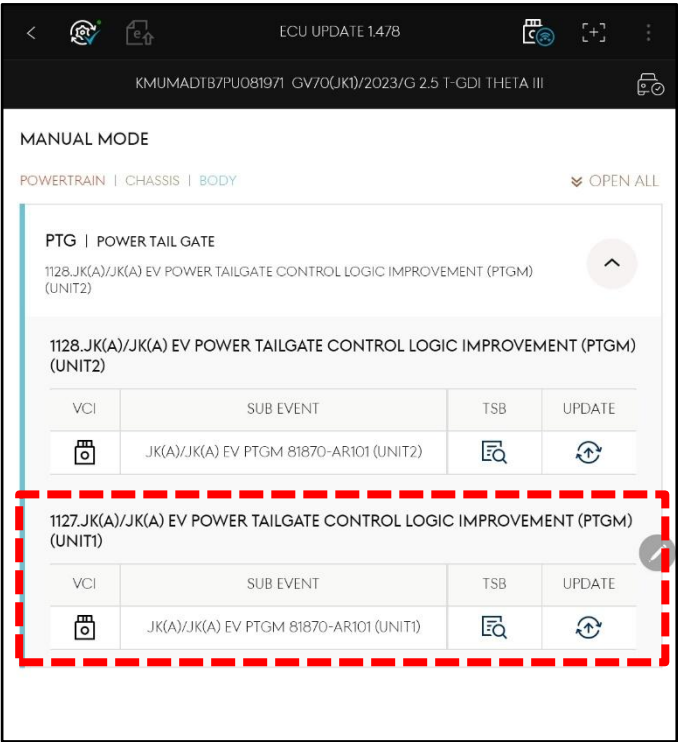 ECU UPDATE 1.478
KMUMADTB7PU081971 GV70(JK1)/2023/G 2.5 T-GDI THETA III
MANUAL MODE
POWERTRAIN | CHASSIS | BODY
OPEN ALL
PTG | POWER TAIL GATE
1128.JK(A)/JK(A) EV POWER TAILGATE CONTROL LOGIC IMPROVEMENT (PTGM)
(UNIT2)
1128.JK(A)/JK(A) EV POWER TAILGATE CONTROL LOGIC IMPROVEMENT (PTGM)
(UNIT2)
VCI SUB EVENT TSB UPDATE
JK(A)/JK(A) EV PTGM 81870-AR101 (UNIT2)
1127.JK(A)/JK(A) EV POWER TAILGATE CONTROL LOGIC IMPROVEMENT (PTGM)
(UNIT1)
VCI SUB EVENT TSB UPDATE
JK(A)/JK(A) EV PTGM 81870-AR101 (UNIT1)